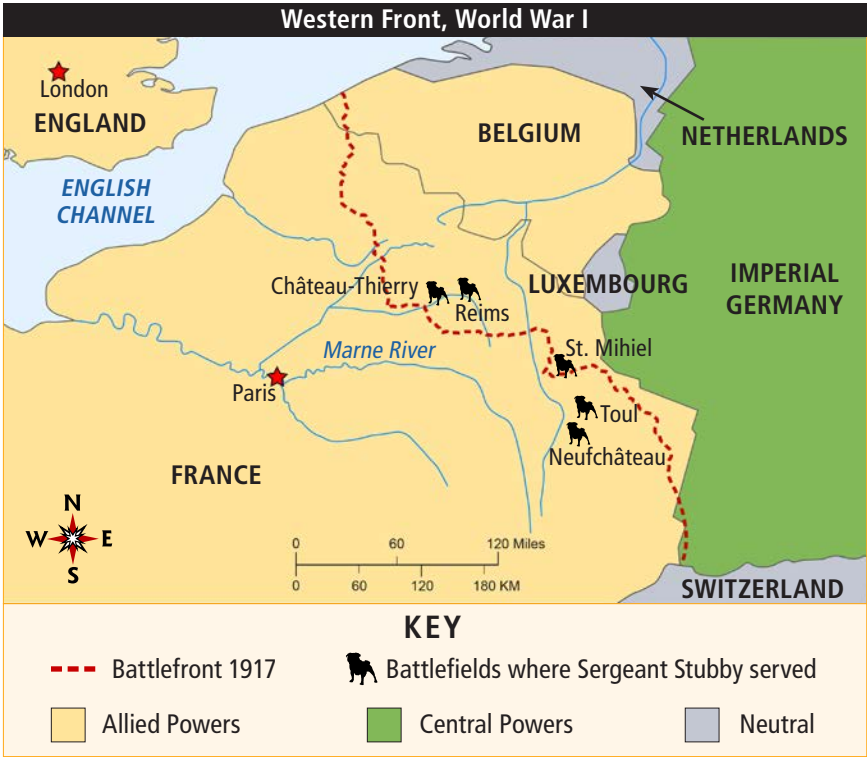 Western Front, World War I
London
ENGLAND
BELGIUM
NETHERLANDS
ENGLISH
CHANNEL
LUXEMBOURG
IMPERIAL
GERMANY
Château-Thierry
Reims
Marne River
St. Mihiel
Paris
Toul
Neufchâteau
FRANCE
N
W
E
S
0
60
120 Miles
0
60
120
180 KM
SWITZERLAND
KEY
Battlefront 1917
Battlefields where Sergeant Stubby served
Allied Powers
Central Powers
Neutral